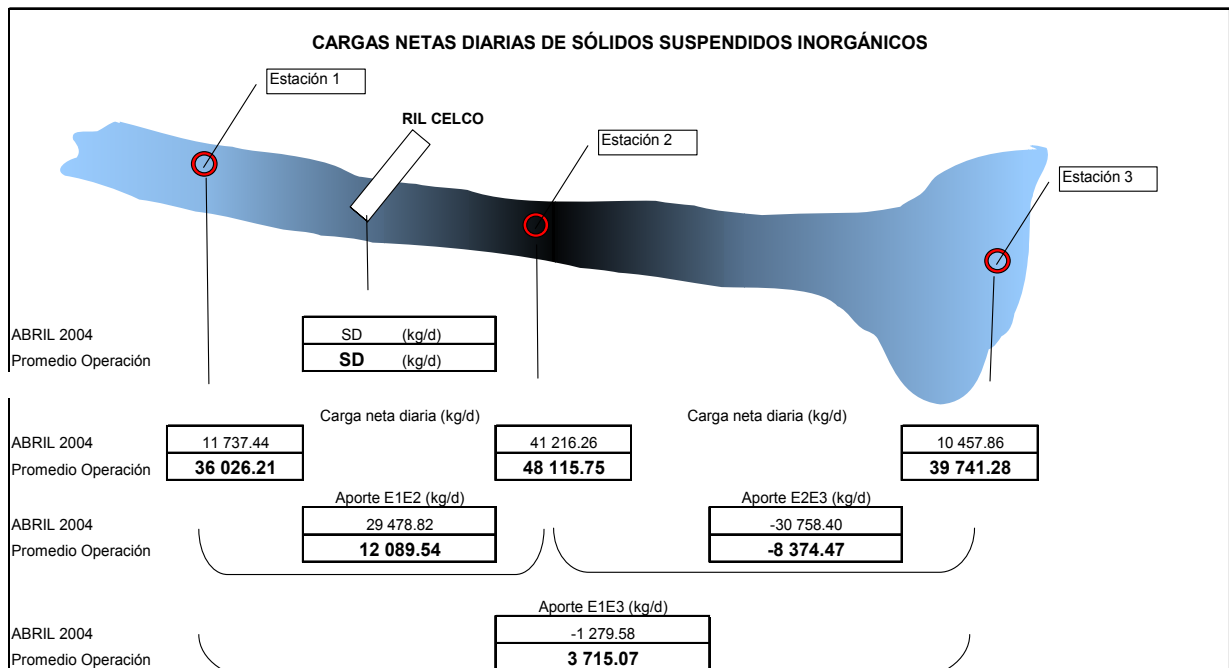 CARGAS NETAS DIARIAS DE SÓLIDOS SUSPENDIDOS INORGÁNICOS
Estación 1
RIL CELCO
Estación 2
Estación 3
ABRIL 2004 SD (kg/d)
Promedio Operación SD (kg/d)
Carga neta diaria (kg/d) Carga neta diaria (kg/d)
ABRIL 2004 11 737.44 41 216.26 10 457.86
Promedio Operación 36 026.21 48 115.75 39 741.28
Aporte E1E2 (kg/d) Aporte E2E3 (kg/d)
ABRIL 2004 29 478.82 -30 758.40
Promedio Operación 12 089.54 -8 374.47
Aporte E1E3 (kg/d)
ABRIL 2004 -1 279.58
Promedio Operación 3 715.07